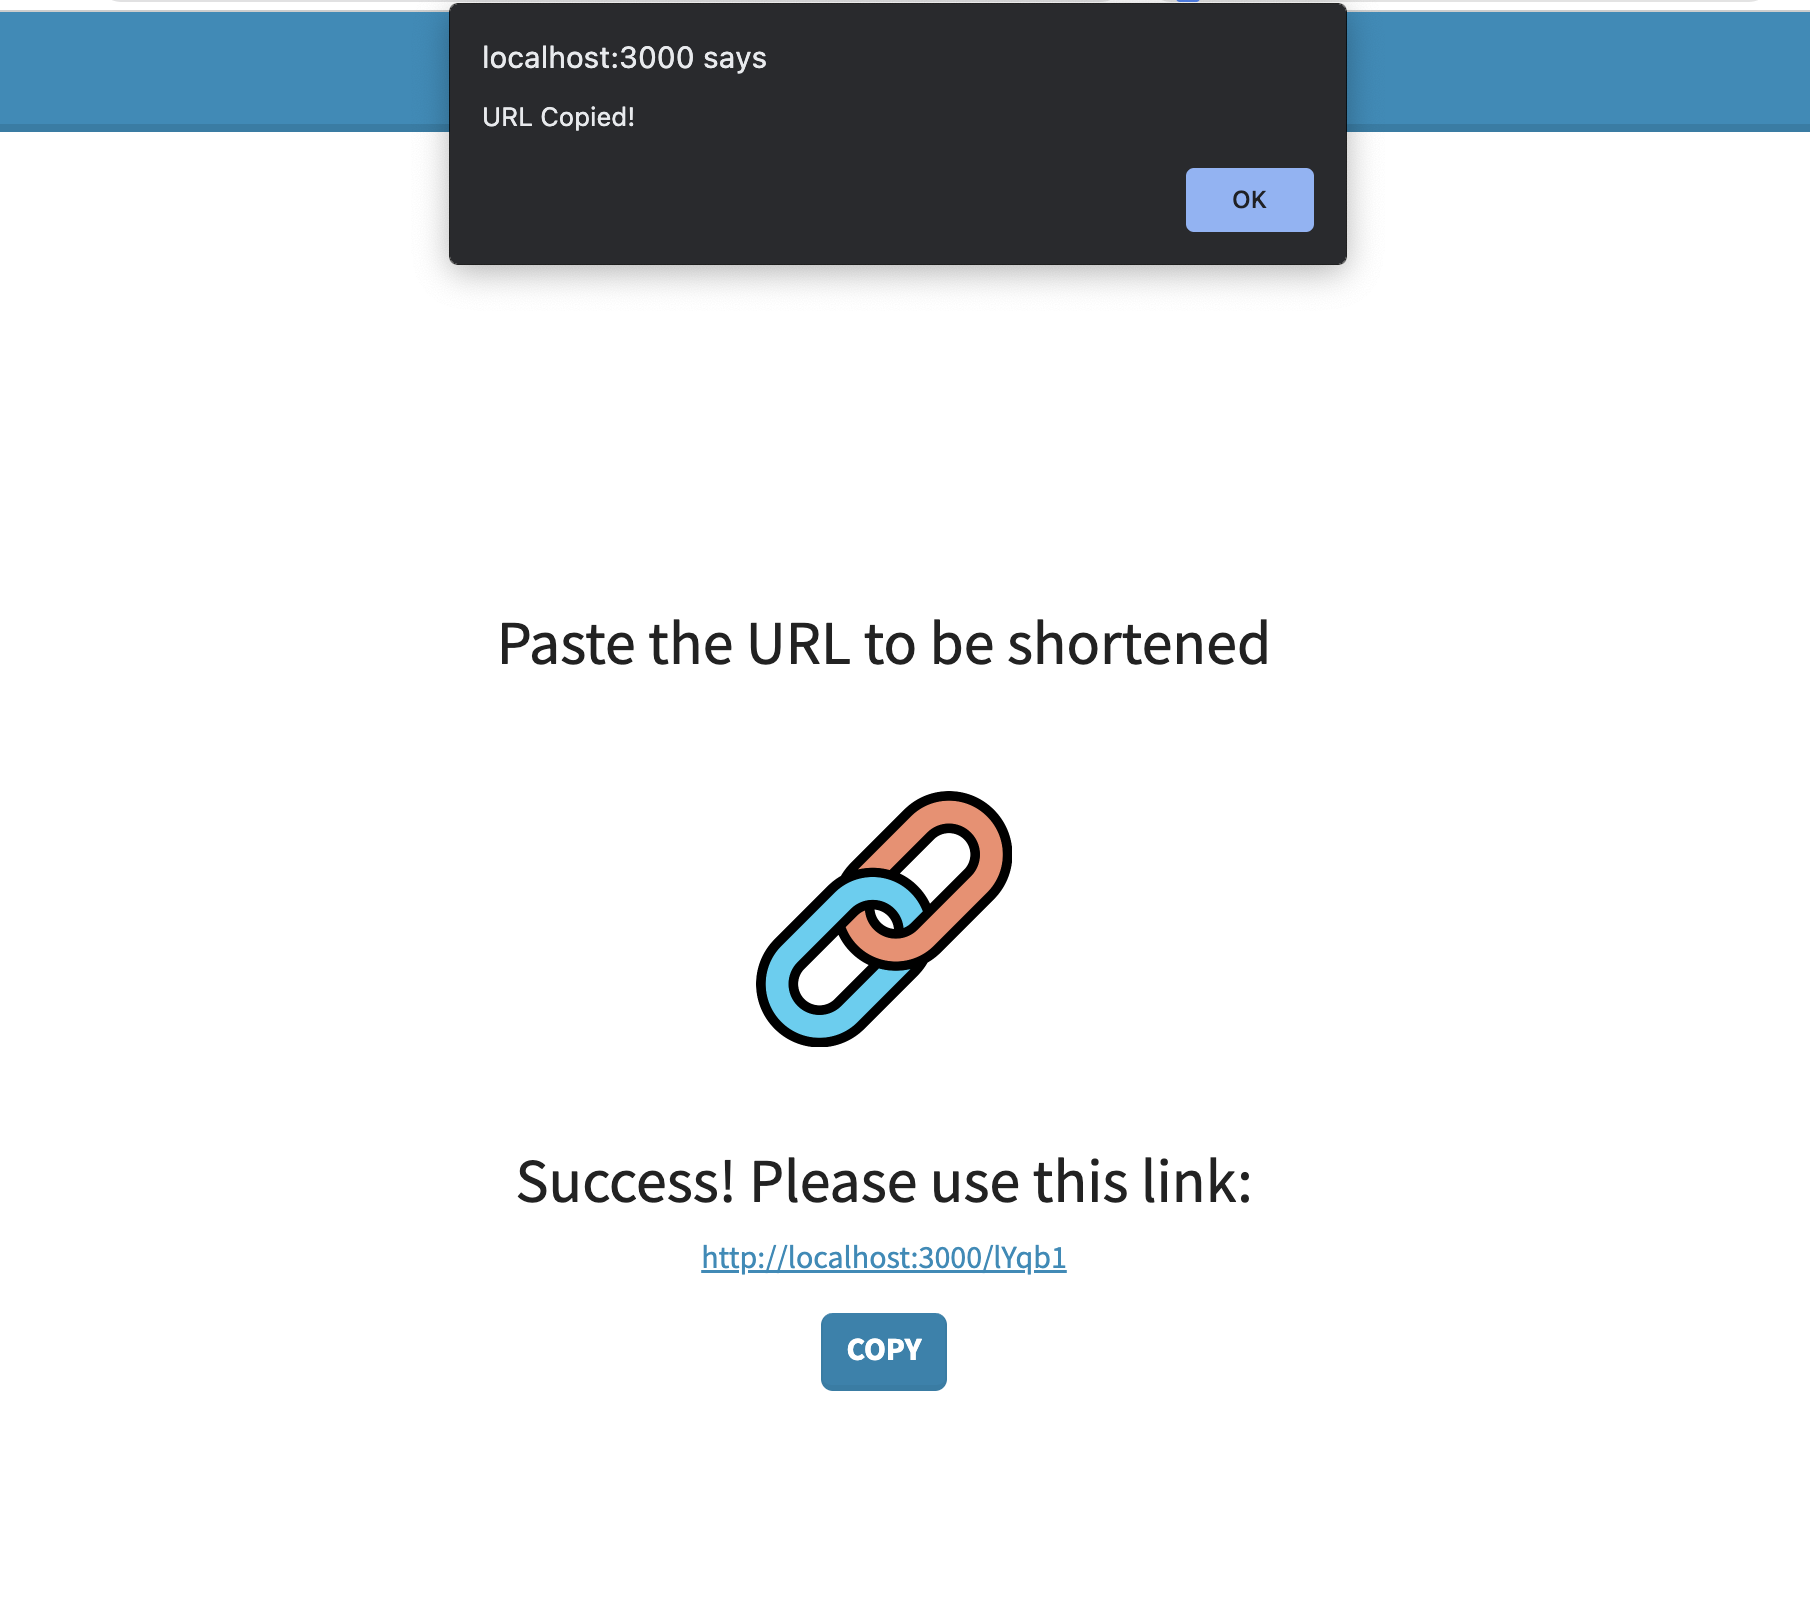 localhost:3000 says
URL Copied!
OK
Paste the URL to be shortened
Success! Please use this link:
http://localhost:3000/lYqb1
COPY